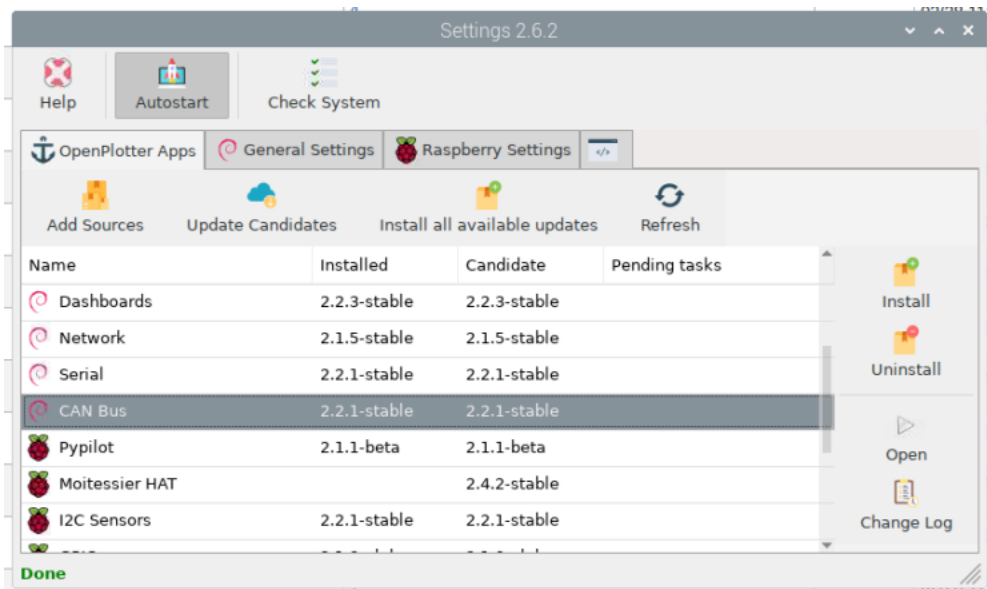 Settings 2.6.2
Help Autostart Check System
OpenPlotter Apps General Settings Raspberry Settings </>
Add Sources Update Candidates Install all available updates Refresh
Name Installed Candidate Pending tasks
Install
Dashboards 2.2.3-stable 2.2.3-stable
Network 2.1.5-stable 2.1.5-stable
Uninstall
Serial 2.2.1-stable 2.2.1-stable
CAN Bus 2.2.1-stable 2.2.1-stable
Pypilot 2.1.1-beta 2.1.1-beta
Open
Moitessier HAT 2.4.2-stable
I2C Sensors 2.2.1-stable 2.2.1-stable
Change Log
Done